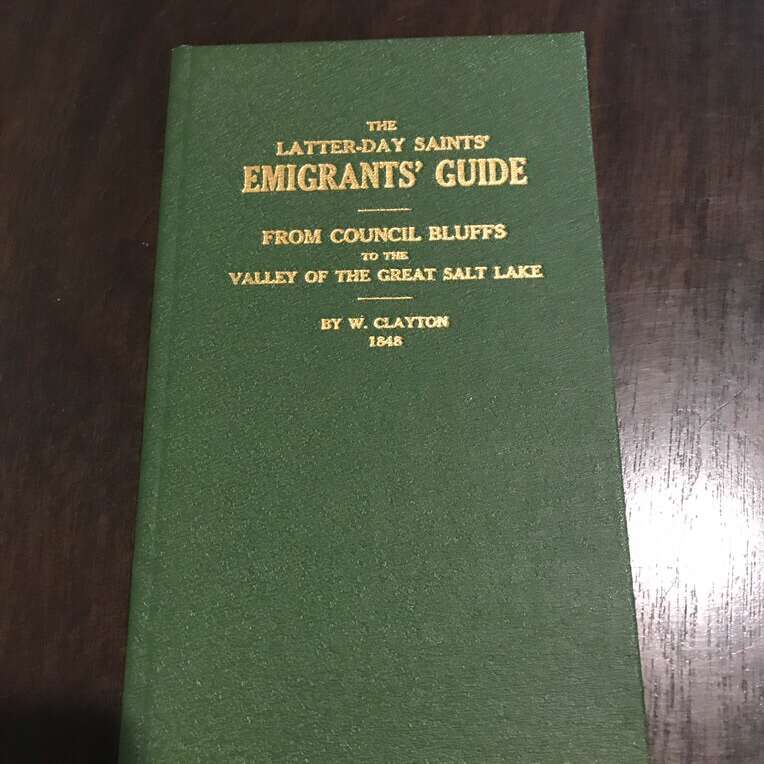 THE
LATTER-DAY SAINTS'
EMIGRANTS' GUIDE
FROM COUNCIL BLUFFS
TO THE
VALLEY OF THE GREAT SALT LAKE
BY W. CLAYTON
1848